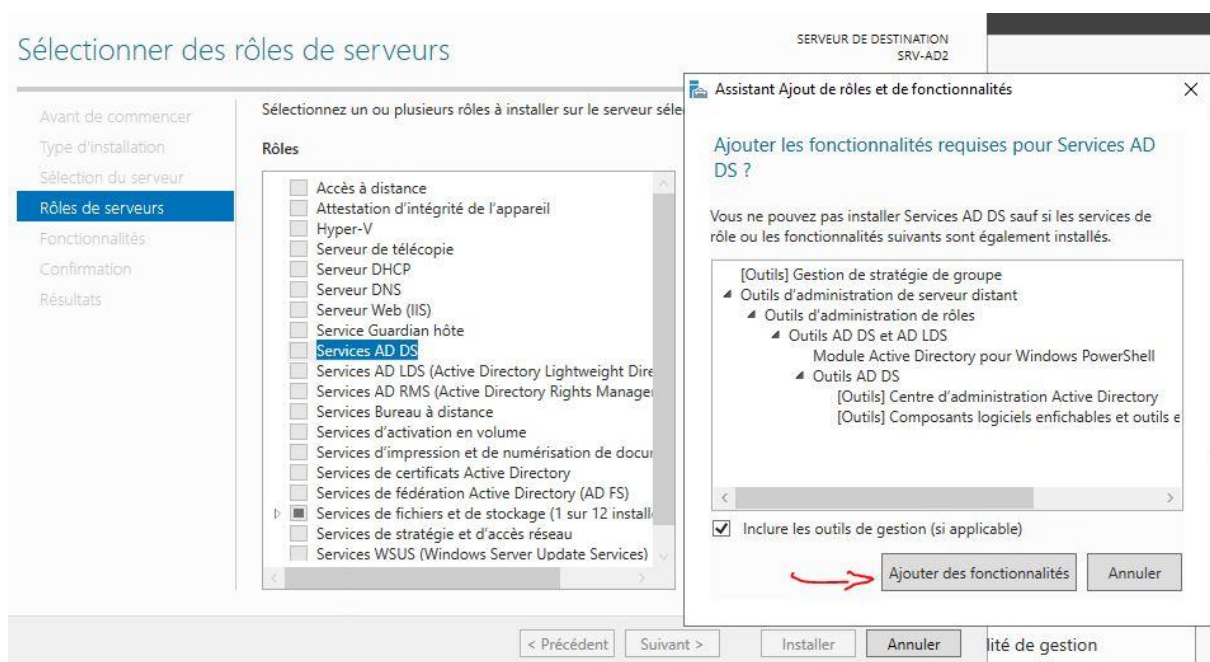 Sélectionner des rôles de serveurs
SERVEUR DE DESTINATION
SRV-AD2
Avant de commencer
Type d'installation
Sélection du serveur
Rôles de serveurs
Fonctionnalités
Confirmation
Résultats
Sélectionnez un ou plusieurs rôles à installer sur le serveur séle
Rôles
Accès à distance
Attestation d'intégrité de l'appareil
Hyper-V
Serveur de télécopie
Serveur DHCP
Serveur DNS
Serveur Web (IIS)
Service Guardian hôte
Services AD DS
Services AD LDS (Active Directory Lightweight Dire
Services AD RMS (Active Directory Rights Manager
Services Bureau à distance
Services d'activation en volume
Services d'impression et de numérisation de docu
Services de certificats Active Directory
Services de fédération Active Directory (AD FS)
Services de fichiers et de stockage (1 sur 12 install
Services de stratégie et d'accès réseau
Services WSUS (Windows Server Update Services)
< Précédent
Suivant >
Installer
Annuler
Assistant Ajout de rôles et de fonctionnalités
Ajouter les fonctionnalités requises pour Services AD
DS ?
Vous ne pouvez pas installer Services AD DS sauf si les services de
rôle ou les fonctionnalités suivants sont également installés.
[Outils] Gestion de stratégie de groupe
Outils d'administration de serveur distant
Outils d'administration de rôles
Outils AD DS et AD LDS
Module Active Directory pour Windows PowerShell
Outils AD DS
[Outils] Centre d'administration Active Directory
[Outils] Composants logiciels enfichables et outils e
Inclure les outils de gestion (si applicable)
Ajouter des fonctionnalités
Annuler
lité de gestion